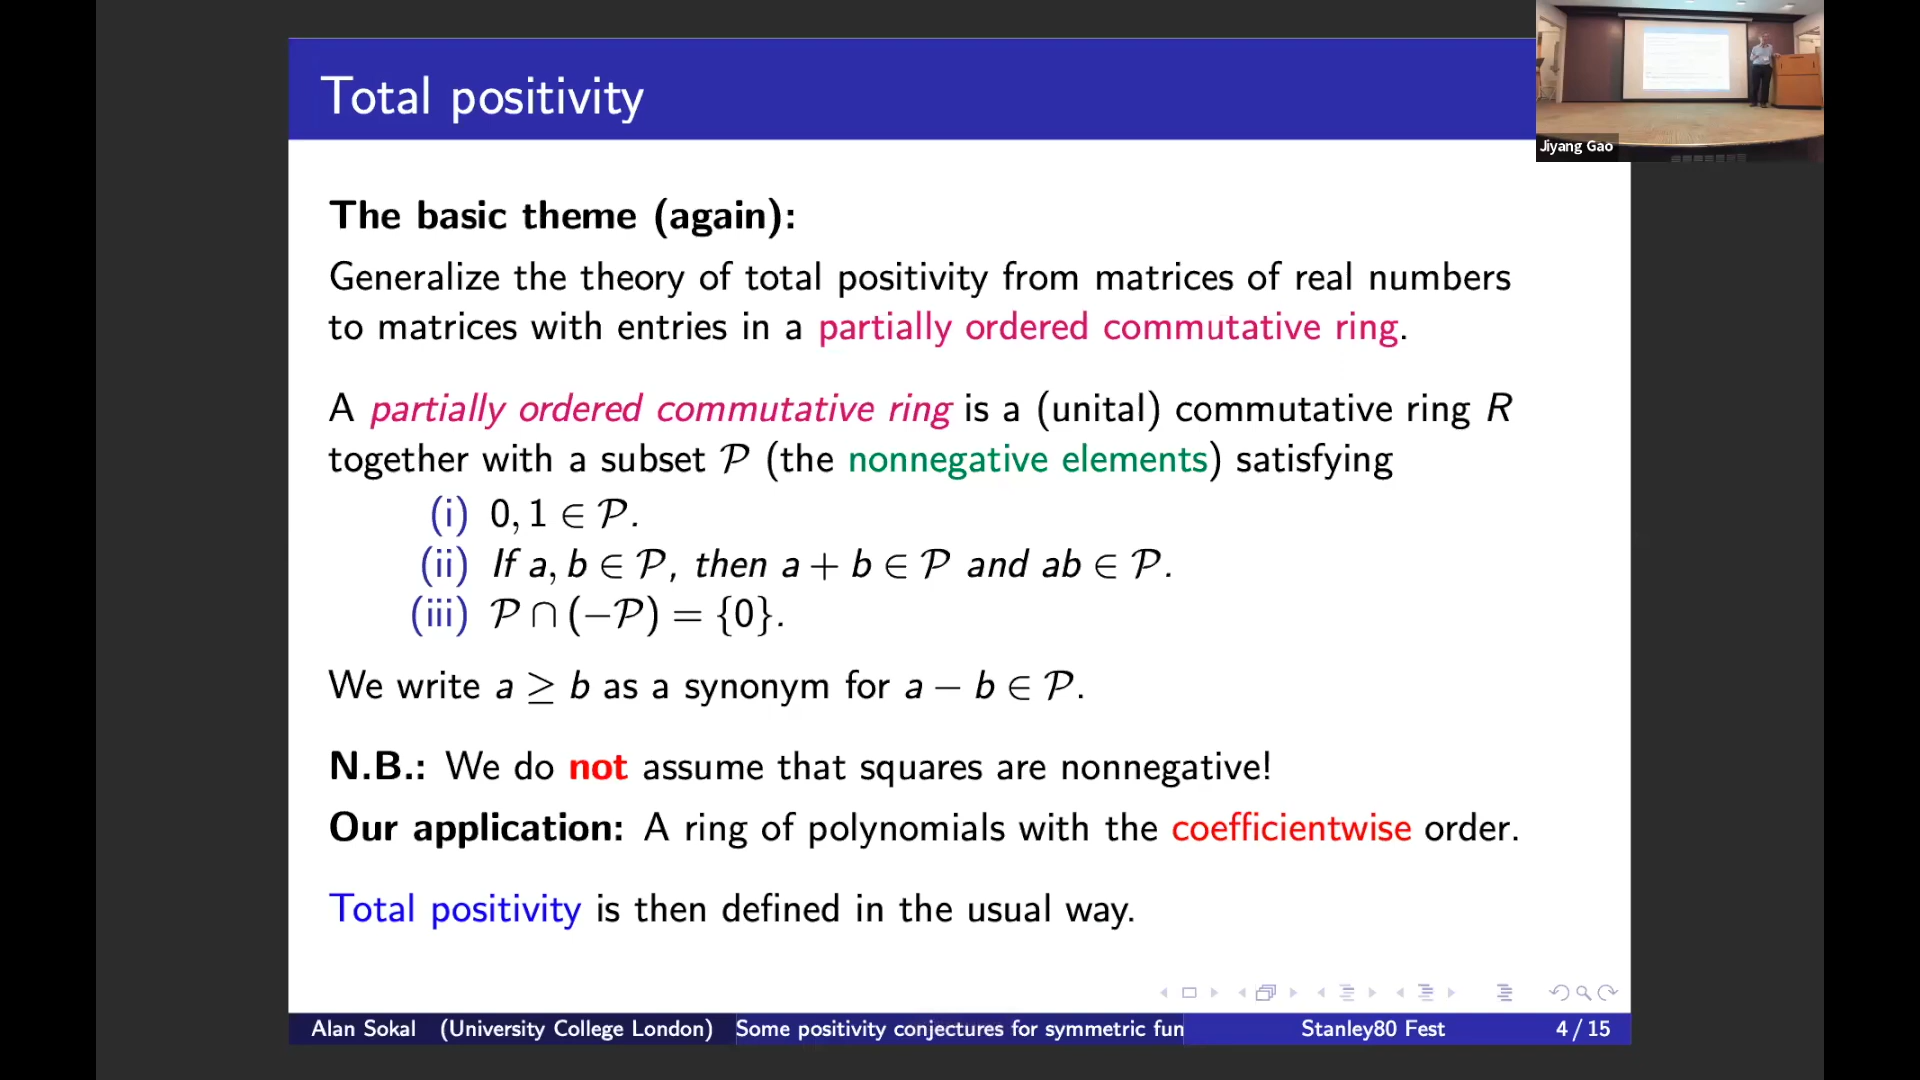 Total positivity
Jiyang Gao
The basic theme (again):
Generalize the theory of total positivity from matrices of real numbers
to matrices with entries in a partially ordered commutative ring.
A partially ordered commutative ring is a (unital) commutative ring R
together with a subset 𝒫 (the nonnegative elements) satisfying
(i) 0, 1 ∈ 𝒫.
(ii) If a, b ∈ 𝒫, then a + b ∈ 𝒫 and ab ∈ 𝒫.
(iii) 𝒫 ∩ (−𝒫) = {0}.
We write a ≥ b as a synonym for a − b ∈ 𝒫.
N.B.: We do not assume that squares are nonnegative!
Our application: A ring of polynomials with the coefficientwise order.
Total positivity is then defined in the usual way.
Alan Sokal (University College London) Some positivity conjectures for symmetric fun Stanley80 Fest 4 / 15